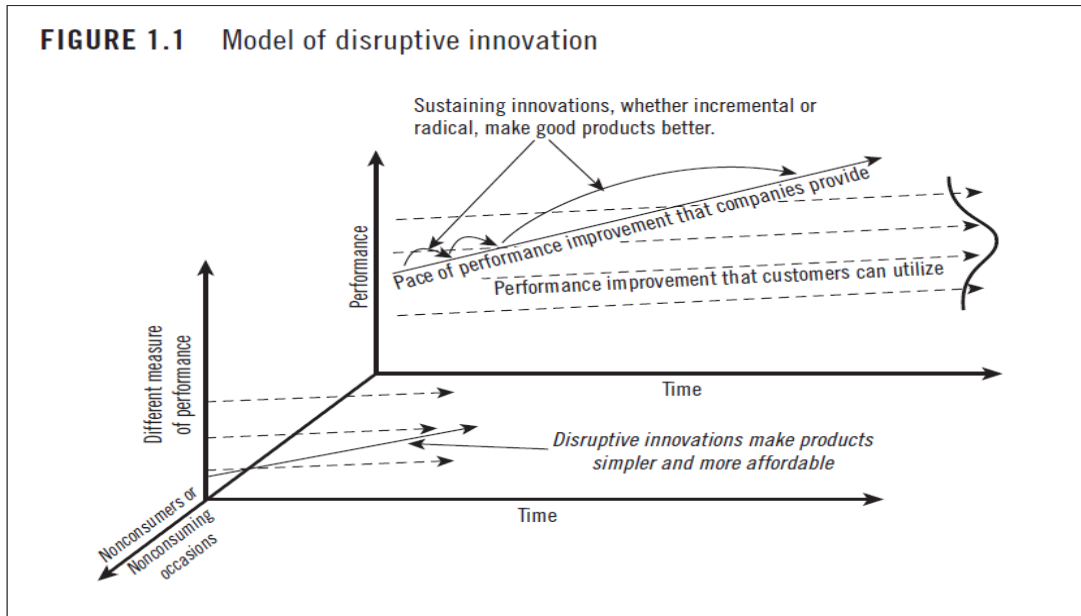 FIGURE 1.1 Model of disruptive innovation
Sustaining innovations, whether incremental or
radical, make good products better.
Performance
Pace of performance improvement that companies provide
Performance improvement that customers can utilize
Time
Different measure
of performance
Disruptive innovations make products
simpler and more affordable
Time
Nonconsumers or
Nonconsuming
occasions